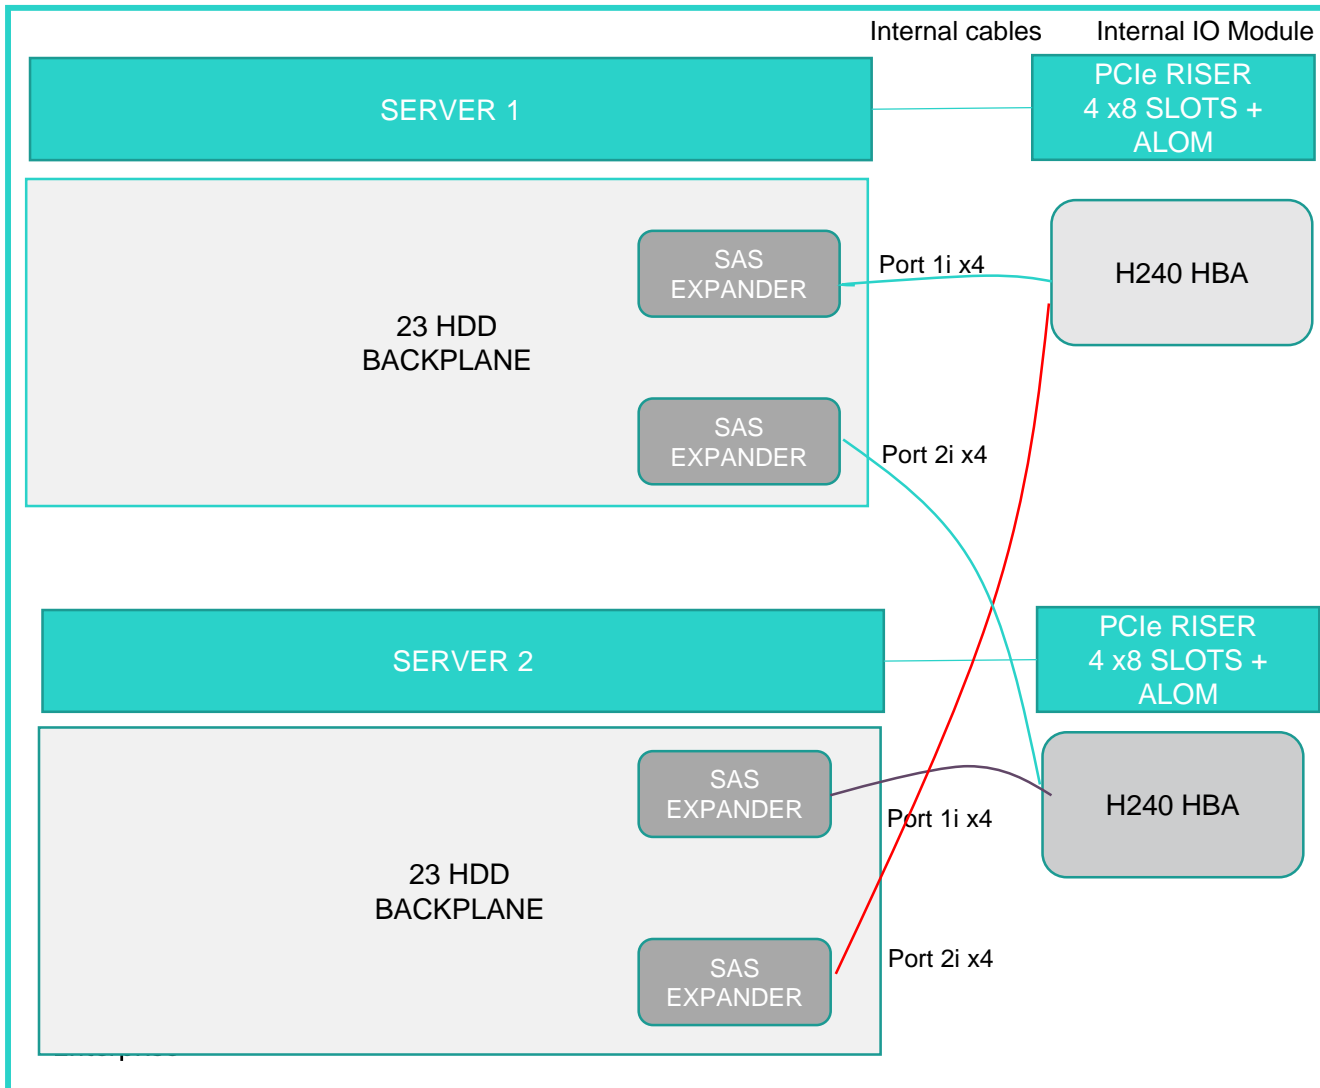 Internal cables
Internal IO Module
SERVER 1
PCIe RISER
4 x8 SLOTS +
ALOM
SAS
EXPANDER
Port 1i x4
H240 HBA
23 HDD
BACKPLANE
SAS
EXPANDER
Port 2i x4
SERVER 2
PCIe RISER
4 x8 SLOTS +
ALOM
SAS
EXPANDER
Port 1i x4
H240 HBA
23 HDD
BACKPLANE
SAS
EXPANDER
Port 2i x4